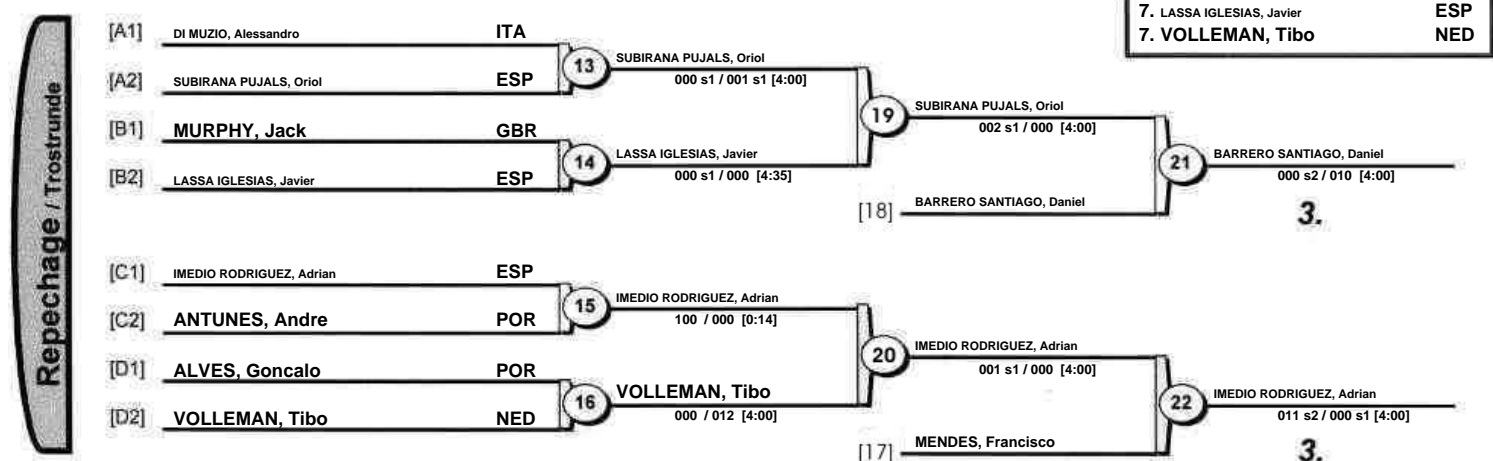 7. LASSA IGLESIAS, Javier ESP
7. VOLLEMAN, Tibo NED
Repechage / Trostrunde
[A1] DI MUZIO, Alessandro ITA
13 SUBIRANA PUJALS, Oriol
000 s1 / 001 s1 [4:00]
[A2] SUBIRANA PUJALS, Oriol ESP
19 SUBIRANA PUJALS, Oriol
002 s1 / 000 [4:00]
[B1] MURPHY, Jack GBR
14 LASSA IGLESIAS, Javier
000 s1 / 000 [4:35]
[B2] LASSA IGLESIAS, Javier ESP
21 BARRERO SANTIAGO, Daniel
000 s2 / 010 [4:00]
[18] BARRERO SANTIAGO, Daniel
3.
[C1] IMEDIO RODRIGUEZ, Adrian ESP
15 IMEDIO RODRIGUEZ, Adrian
100 / 000 [0:14]
[C2] ANTUNES, Andre POR
20 IMEDIO RODRIGUEZ, Adrian
001 s1 / 000 [4:00]
[D1] ALVES, Goncalo POR
16 VOLLEMAN, Tibo
000 / 012 [4:00]
[D2] VOLLEMAN, Tibo NED
22 IMEDIO RODRIGUEZ, Adrian
011 s2 / 000 s1 [4:00]
[17] MENDES, Francisco
3.